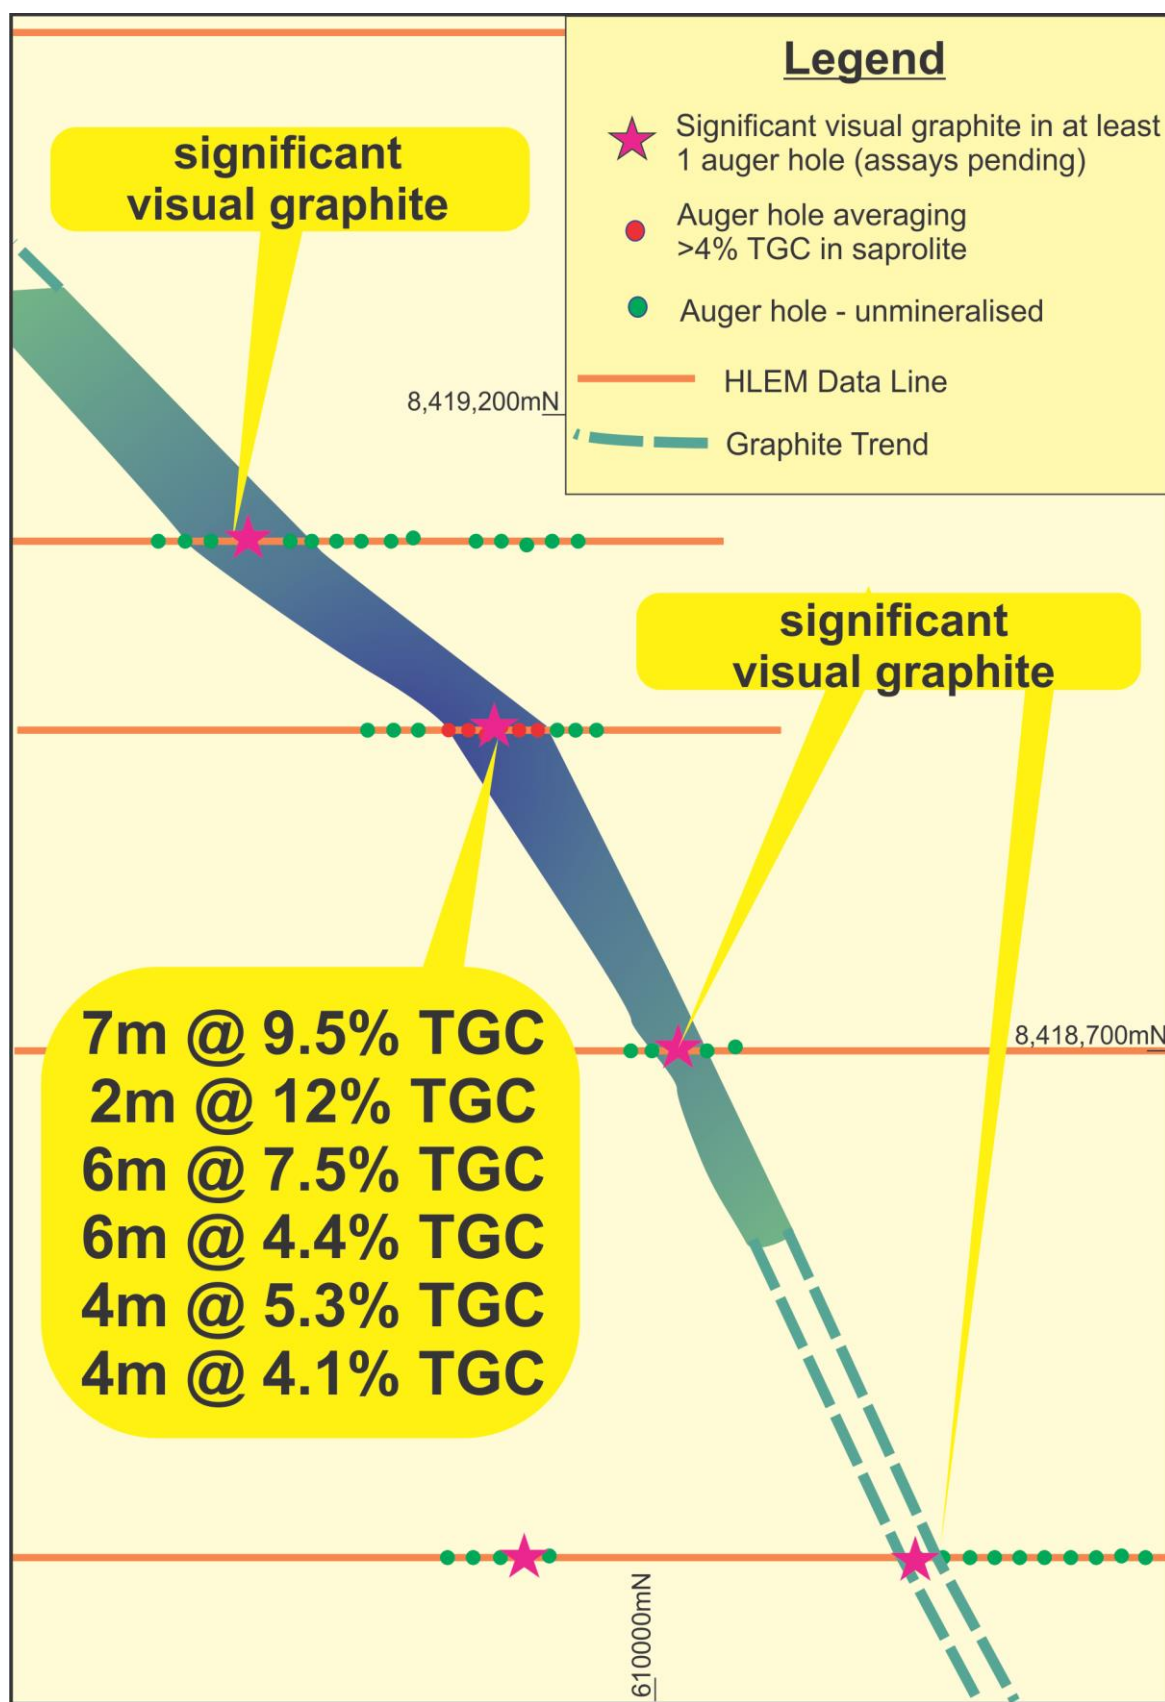 Legend
Significant visual graphite in at least
1 auger hole (assays pending)
Auger hole averaging
>4% TGC in saprolite
Auger hole - unmineralised
HLEM Data Line
Graphite Trend
significant
visual graphite
8,419,200mN
significant
visual graphite
7m @ 9.5% TGC
2m @ 12% TGC
6m @ 7.5% TGC
6m @ 4.4% TGC
4m @ 5.3% TGC
4m @ 4.1% TGC
8,418,700mN
610000mN